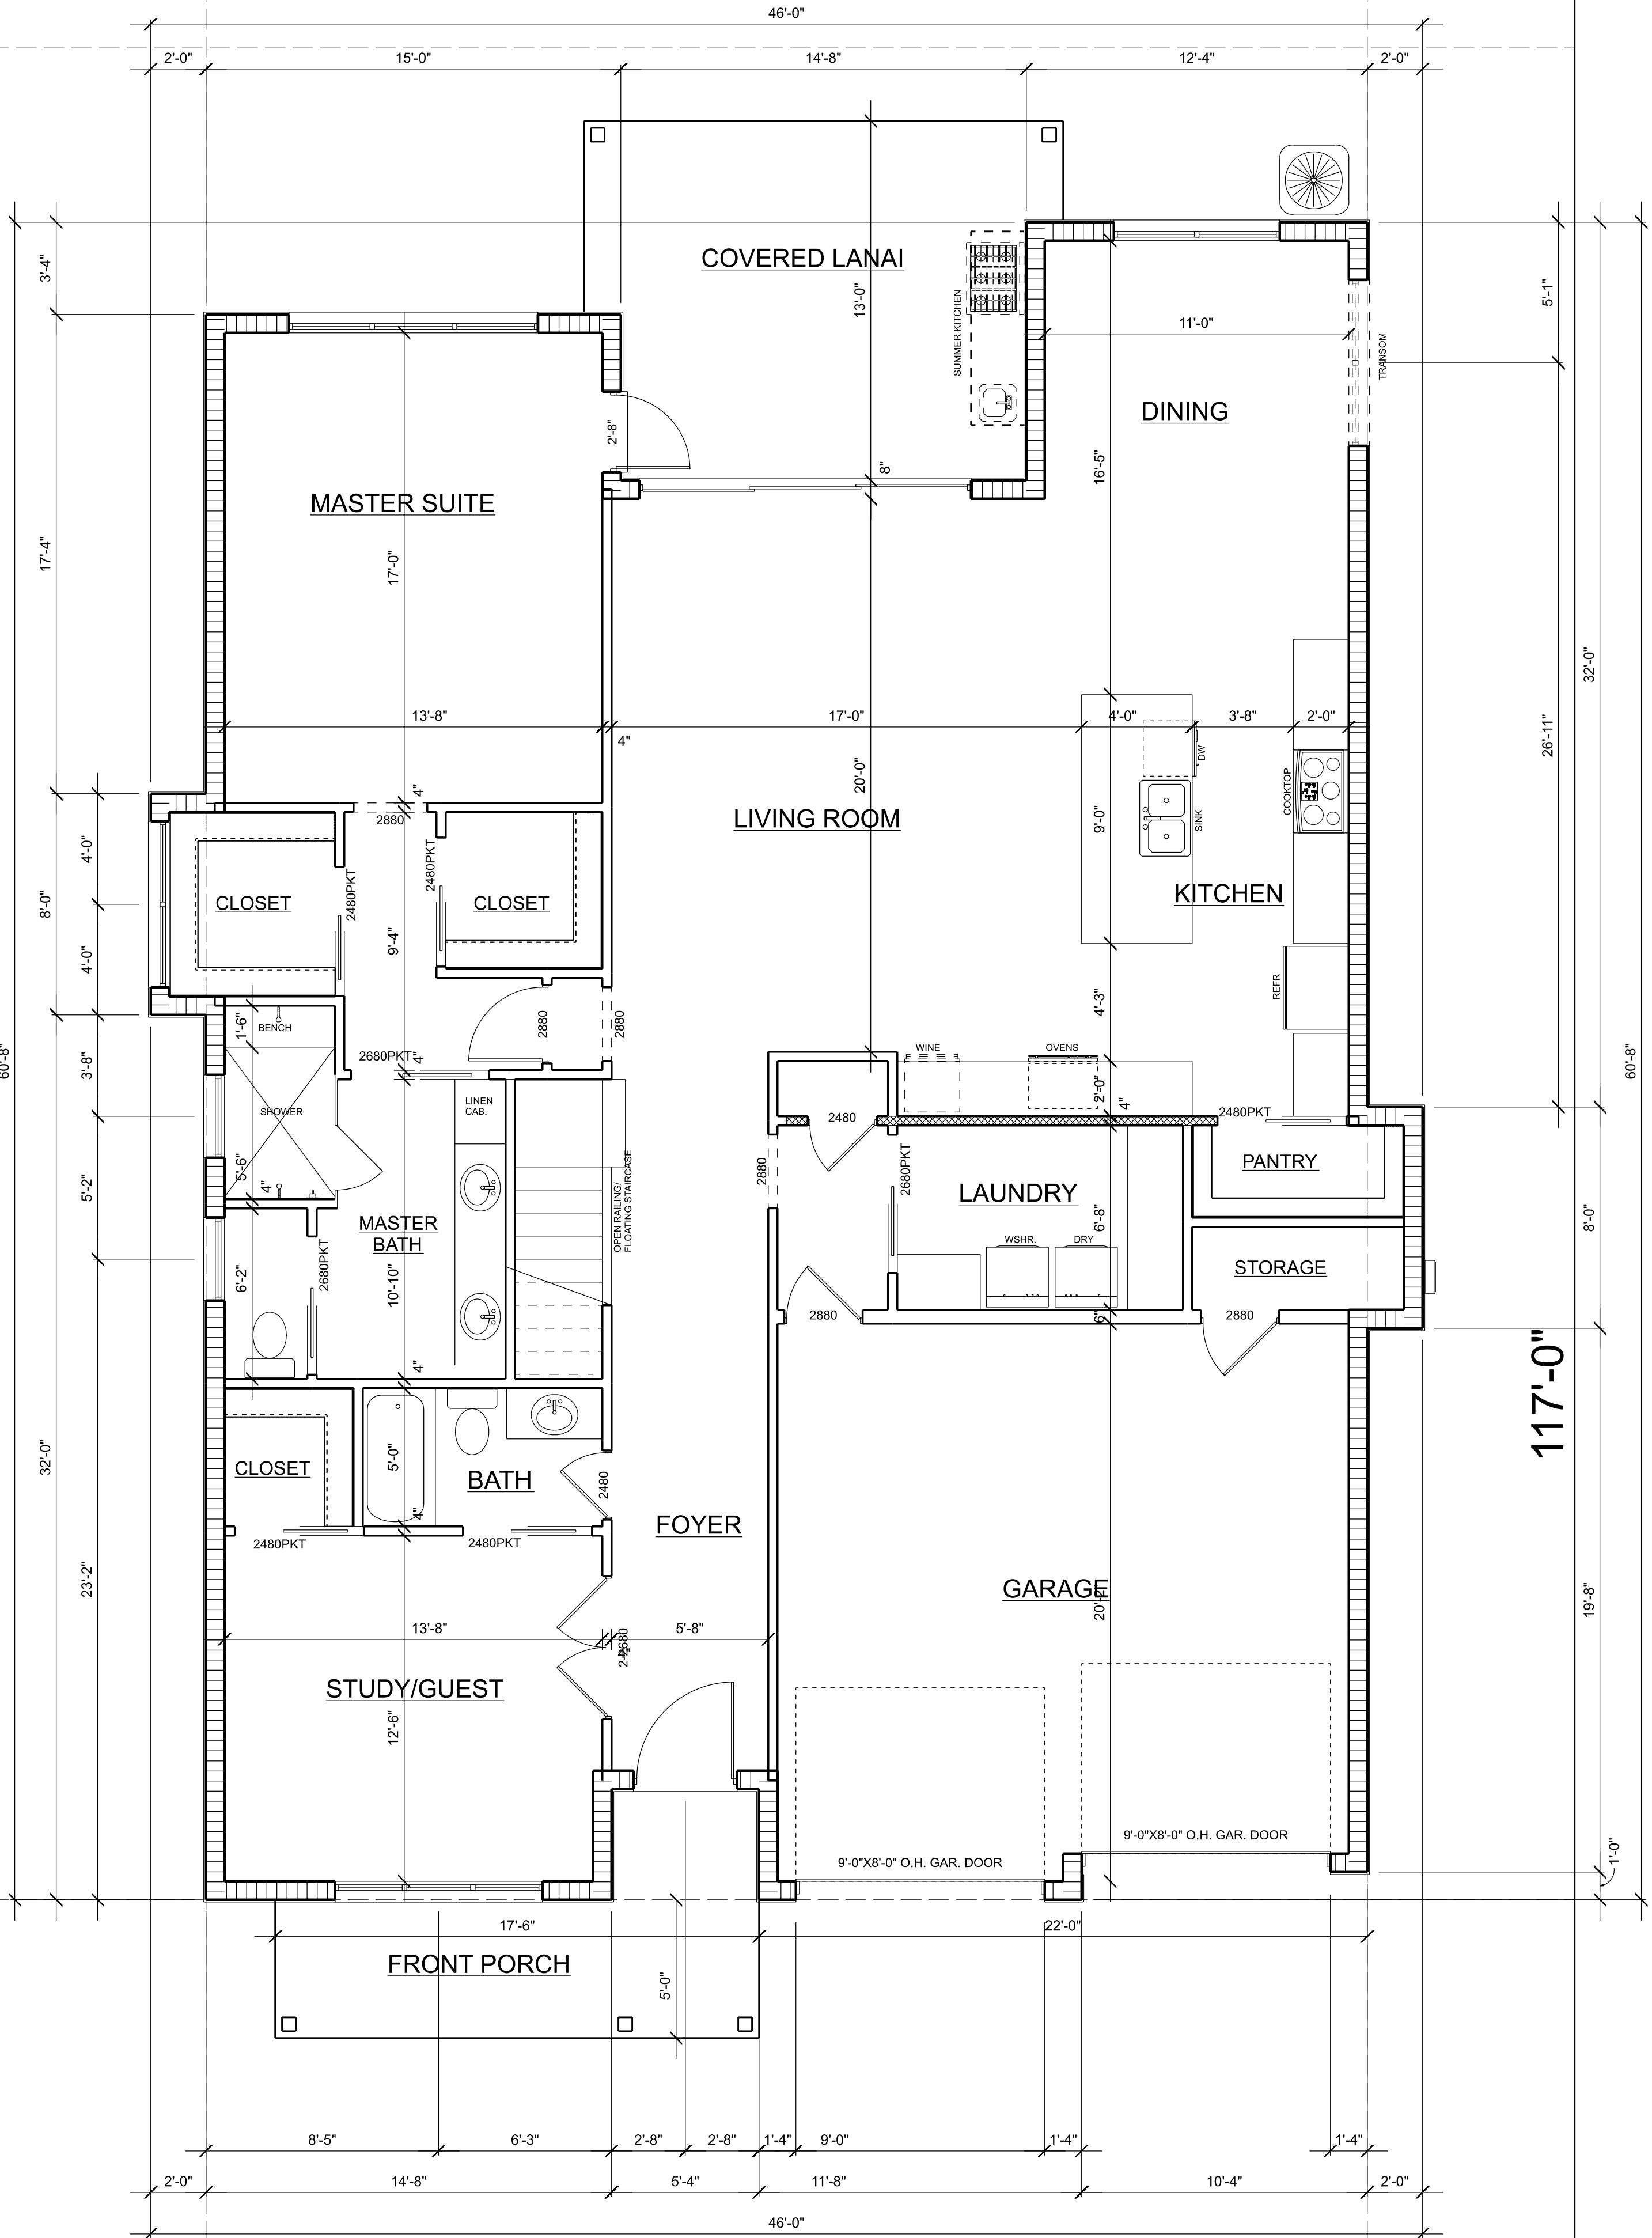 46'-0"
2'-0" 15'-0" 14'-8" 12'-4" 2'-0"
3'-4"
COVERED LANAI
13'-0"
SUMMER KITCHEN
5'-1"
11'-0"
TRANSOM
DINING
2'-8"
8"
16'-5"
MASTER SUITE
17'-4"
17'-0"
32'-0"
13'-8" 17'-0" 4'-0" 3'-8" 2'-0"
4"
26'-11"
DW
20'-0"
COOKTOP
4"
2880
LIVING ROOM
9'-0"
SINK
4'-0"
2480PKT
2480PKT
KITCHEN
8'-0"
CLOSET
CLOSET
9'-4"
4'-0"
REFR
4'-3"
1'-6"
BENCH
2880
2880
60'-8"
60'-8"
3'-8"
2680PKT
4"
WINE
OVENS
2'-0"
4"
LINEN
CAB.
SHOWER
2480
2480PKT
5'-6"
4"
5'-2"
OPEN RAILING/
FLOATING STAIRCASE
2880
2680PKT
PANTRY
LAUNDRY
6'-8"
8'-0"
MASTER
BATH
WSHR.
DRY
STORAGE
6'-2"
2680PKT
10'-10"
2880
6"
2880
117'-0"
4"
32'-0"
CLOSET
5'-0"
BATH
2480
4"
FOYER
2480PKT
2480PKT
23'-2"
GARAGE
19'-8"
13'-8" 5'-8"
2680
STUDY/GUEST
12'-6"
9'-0"X8'-0" O.H. GAR. DOOR
9'-0"X8'-0" O.H. GAR. DOOR
1'-0"
17'-6" 22'-0"
FRONT PORCH
5'-0"
8'-5" 6'-3" 2'-8" 2'-8" 1'-4" 9'-0" 1'-4" 1'-4"
2'-0" 14'-8" 5'-4" 11'-8" 10'-4" 2'-0"
46'-0"